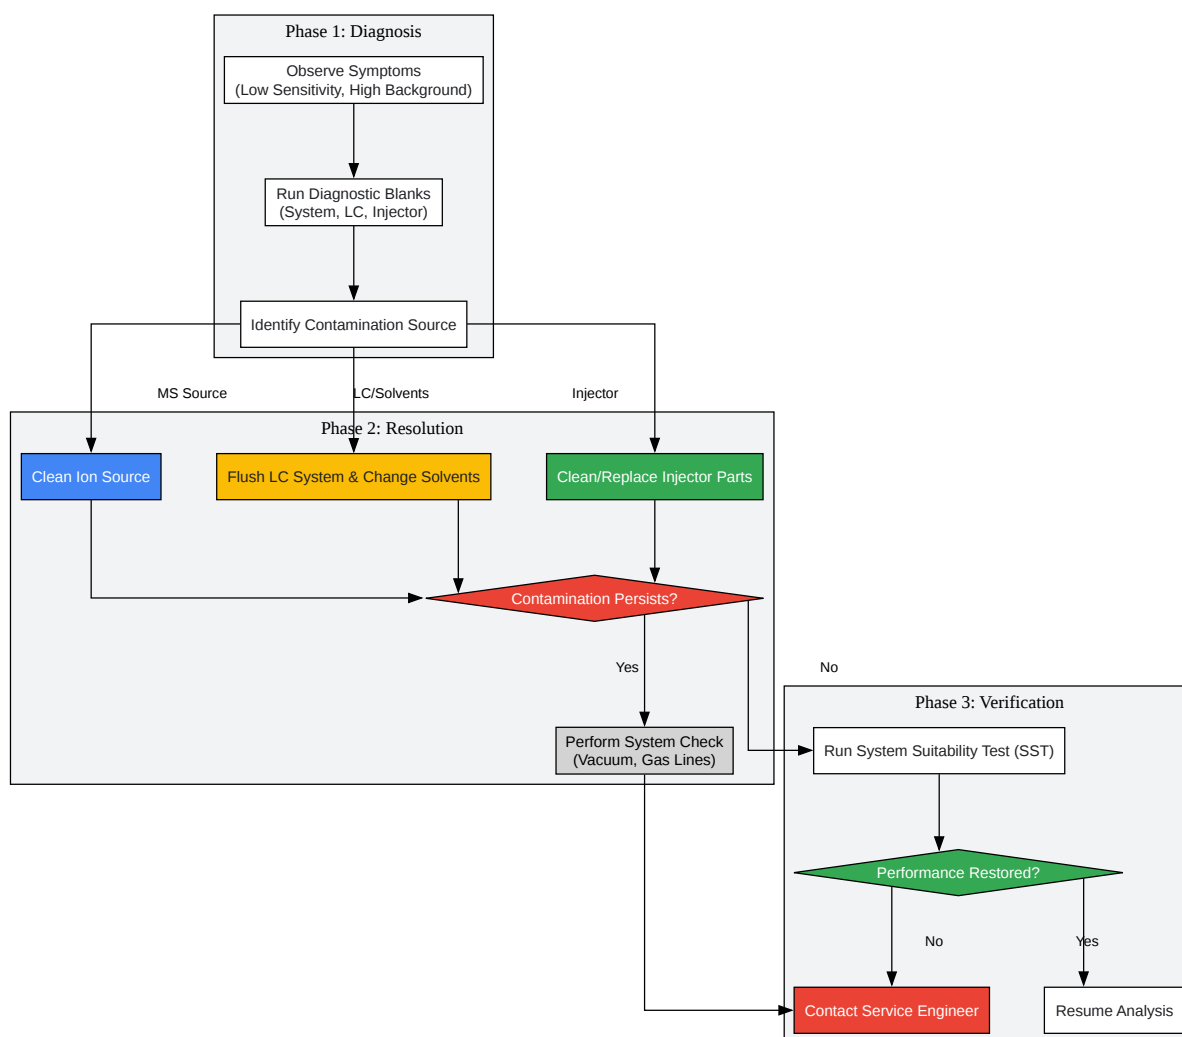 Phase 1: Diagnosis
Observe Symptoms
(Low Sensitivity, High Background)
Run Diagnostic Blanks
(System, LC, Injector)
Identify Contamination Source
MS Source
LC/Solvents
Injector
Phase 2: Resolution
Clean Ion Source
Flush LC System & Change Solvents
Clean/Replace Injector Parts
Contamination Persists?
Yes
No
Phase 3: Verification
Perform System Check
(Vacuum, Gas Lines)
Run System Suitability Test (SST)
Performance Restored?
No
Yes
Contact Service Engineer
Resume Analysis